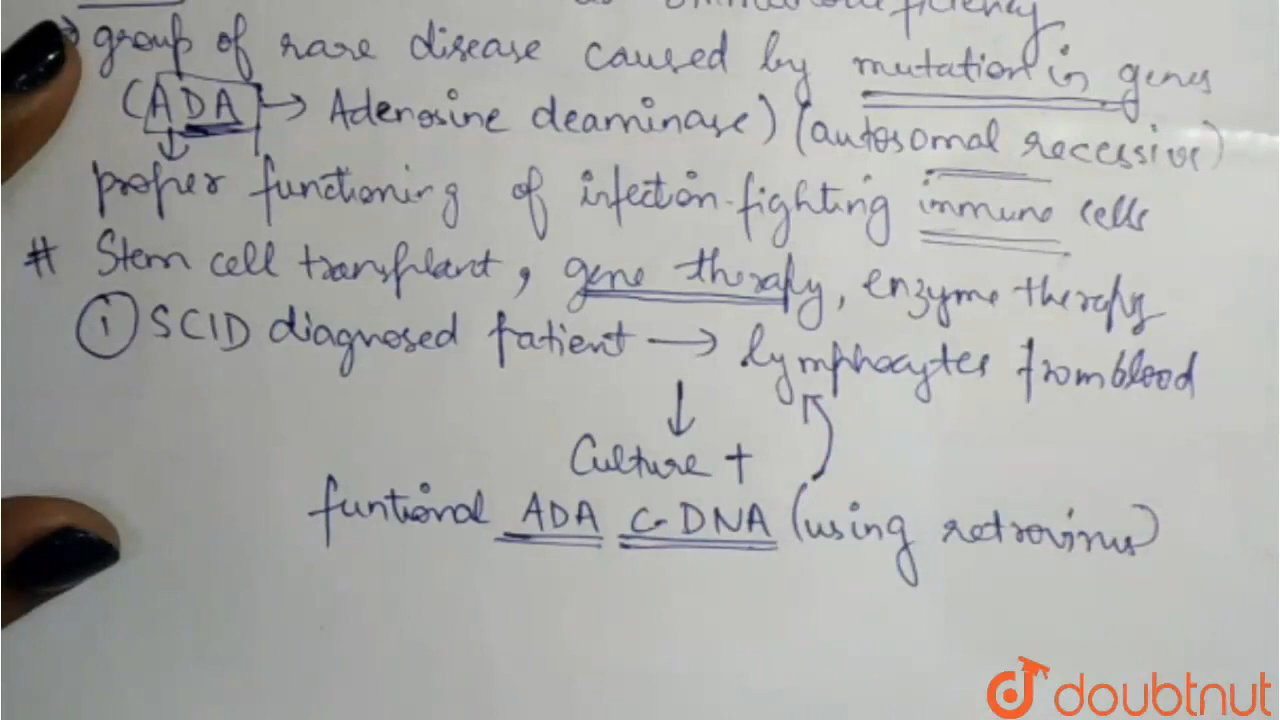 immunodeficiency
→ group of rare disease caused by mutation in genes
(ADA → Adenosine deaminase) (autosomal recessive)
↓
proper functioning of infection-fighting immune cells
# Stem cell transplant, gene therapy, enzyme therapy
(i) SCID diagnosed patient → lymphocytes from blood
↓
Culture +
funtional ADA c-DNA (using retrovirus)
doubtnut